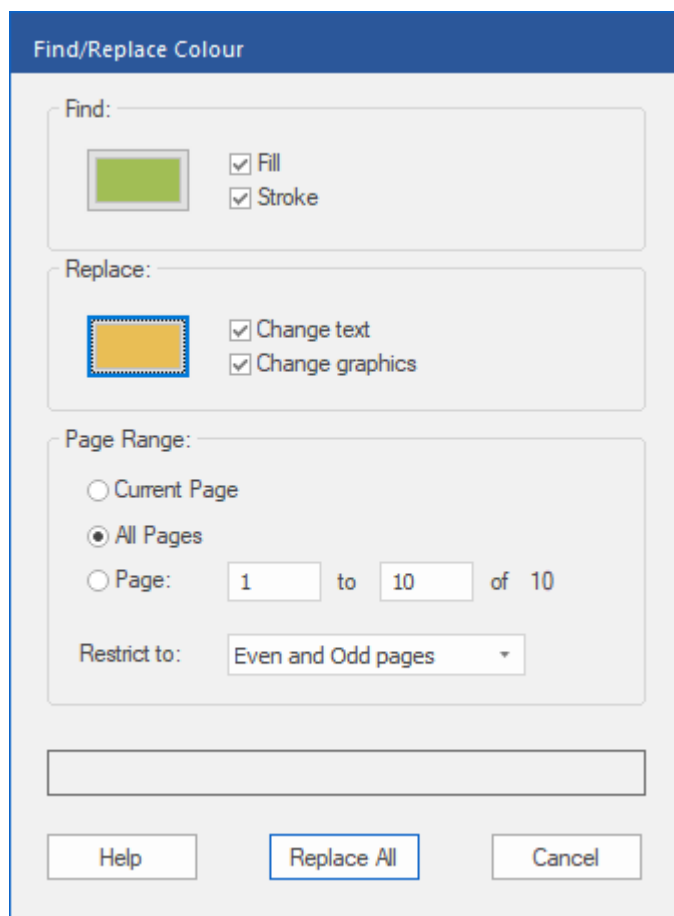 Find/Replace Colour
Find:
Fill
Stroke
Replace:
Change text
Change graphics
Page Range:
Current Page
All Pages
Page: 1 to 10 of 10
Restrict to: Even and Odd pages
Help Replace All Cancel